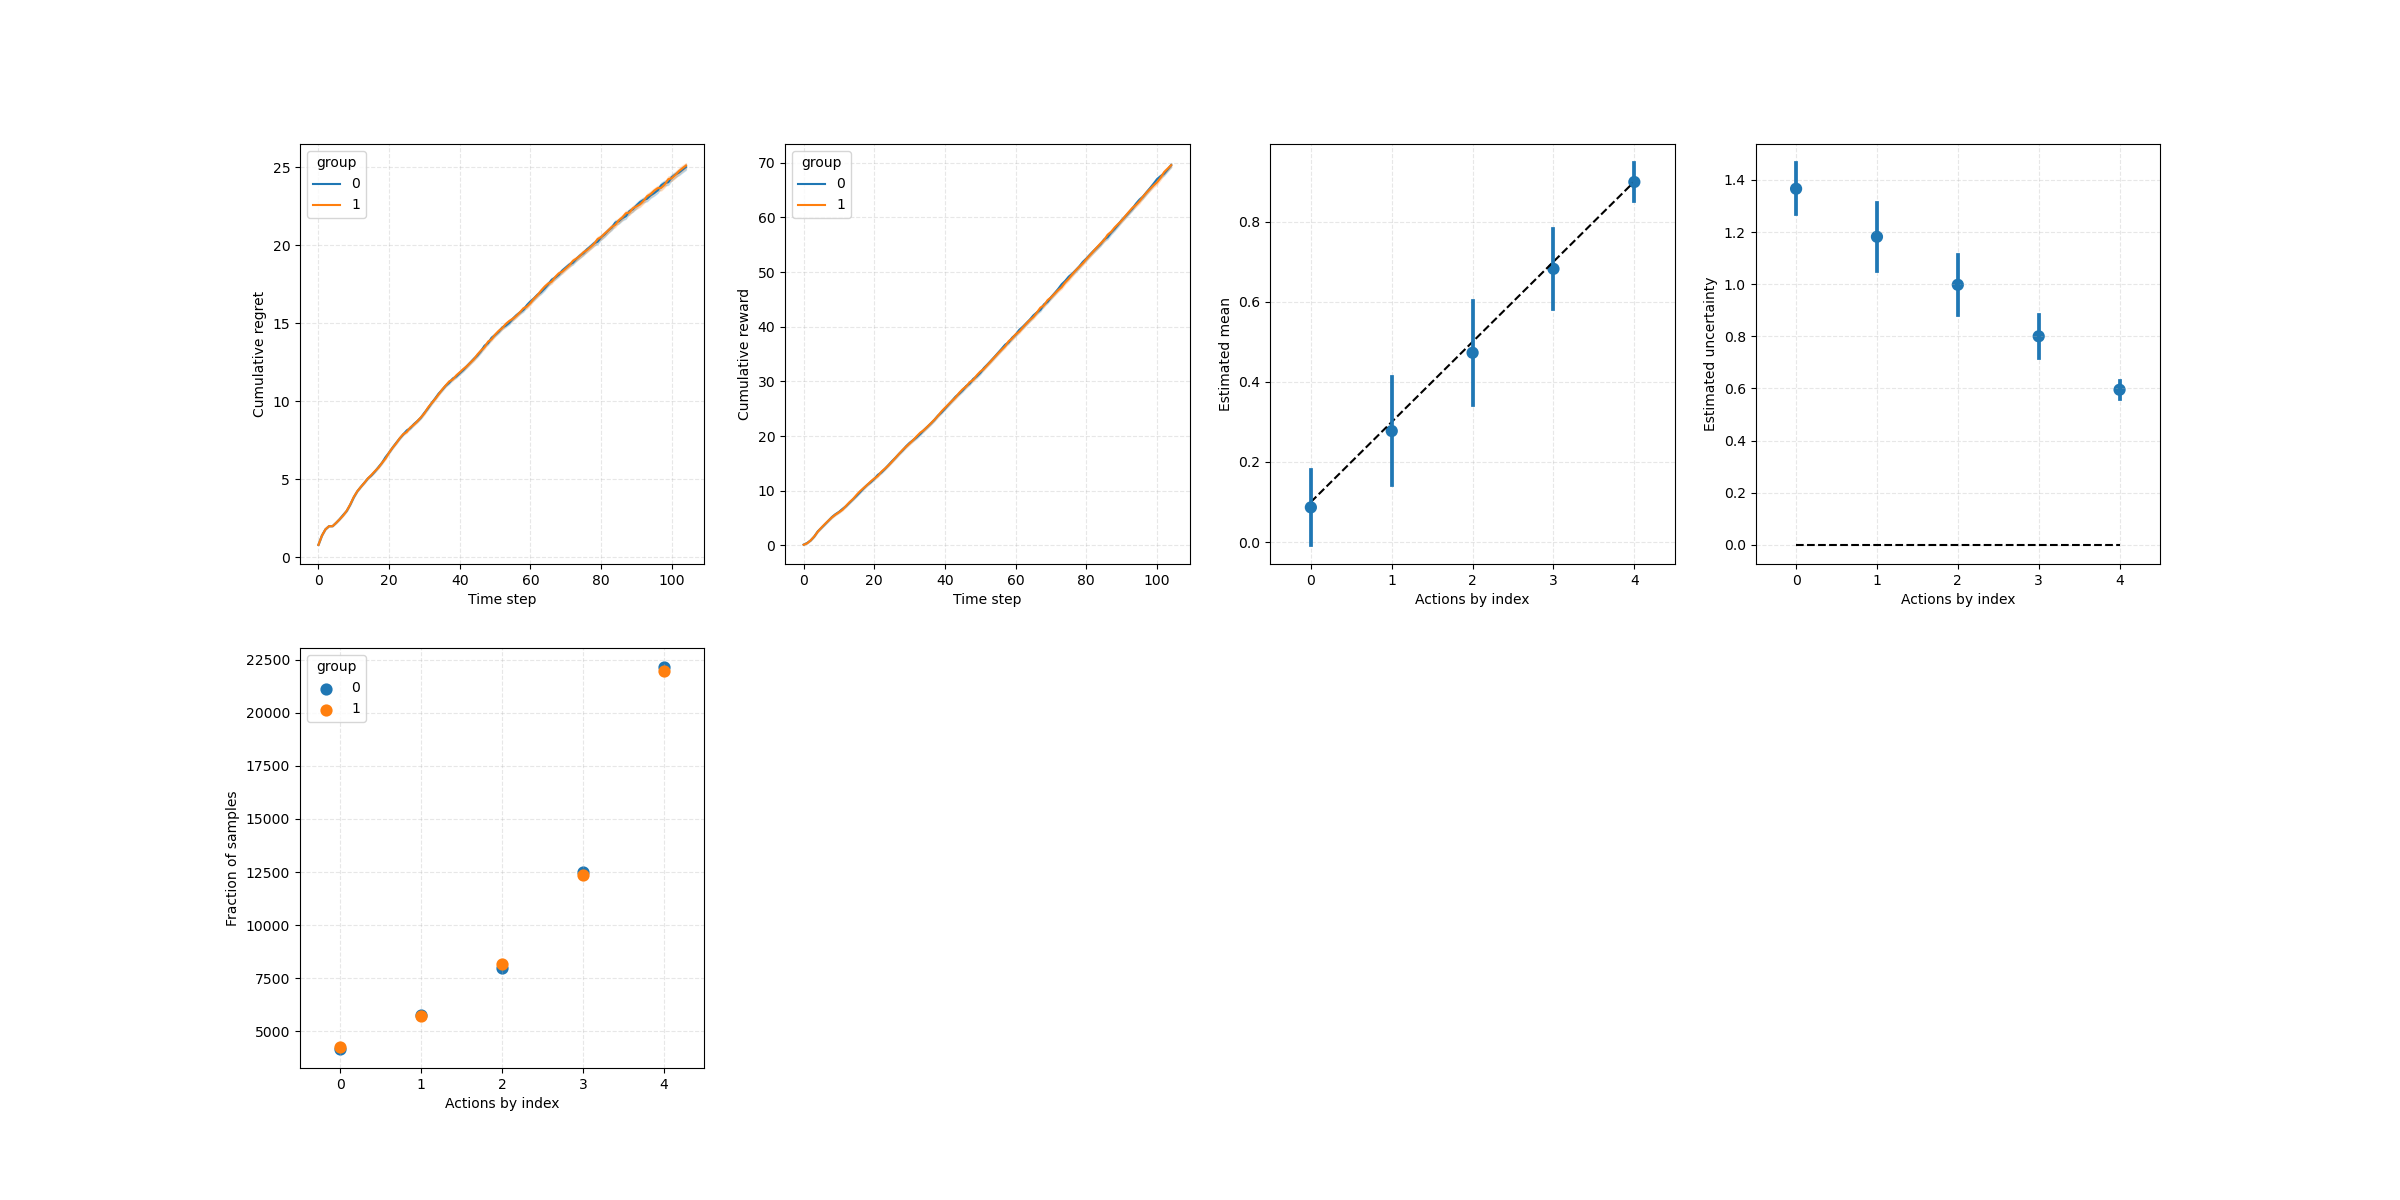 group
0
1
25
20
15
10
5
0
Cumulative regret
0 20 40 60 80 100
Time step
group
0
1
70
60
50
40
30
20
10
0
Cumulative reward
0 20 40 60 80 100
Time step
0.8
0.6
0.4
0.2
0.0
Estimated mean
0 1 2 3 4
Actions by index
1.4
1.2
1.0
0.8
0.6
0.4
0.2
0.0
Estimated uncertainty
0 1 2 3 4
Actions by index
group
0
1
22500
20000
17500
15000
12500
10000
7500
5000
Fraction of samples
0 1 2 3 4
Actions by index